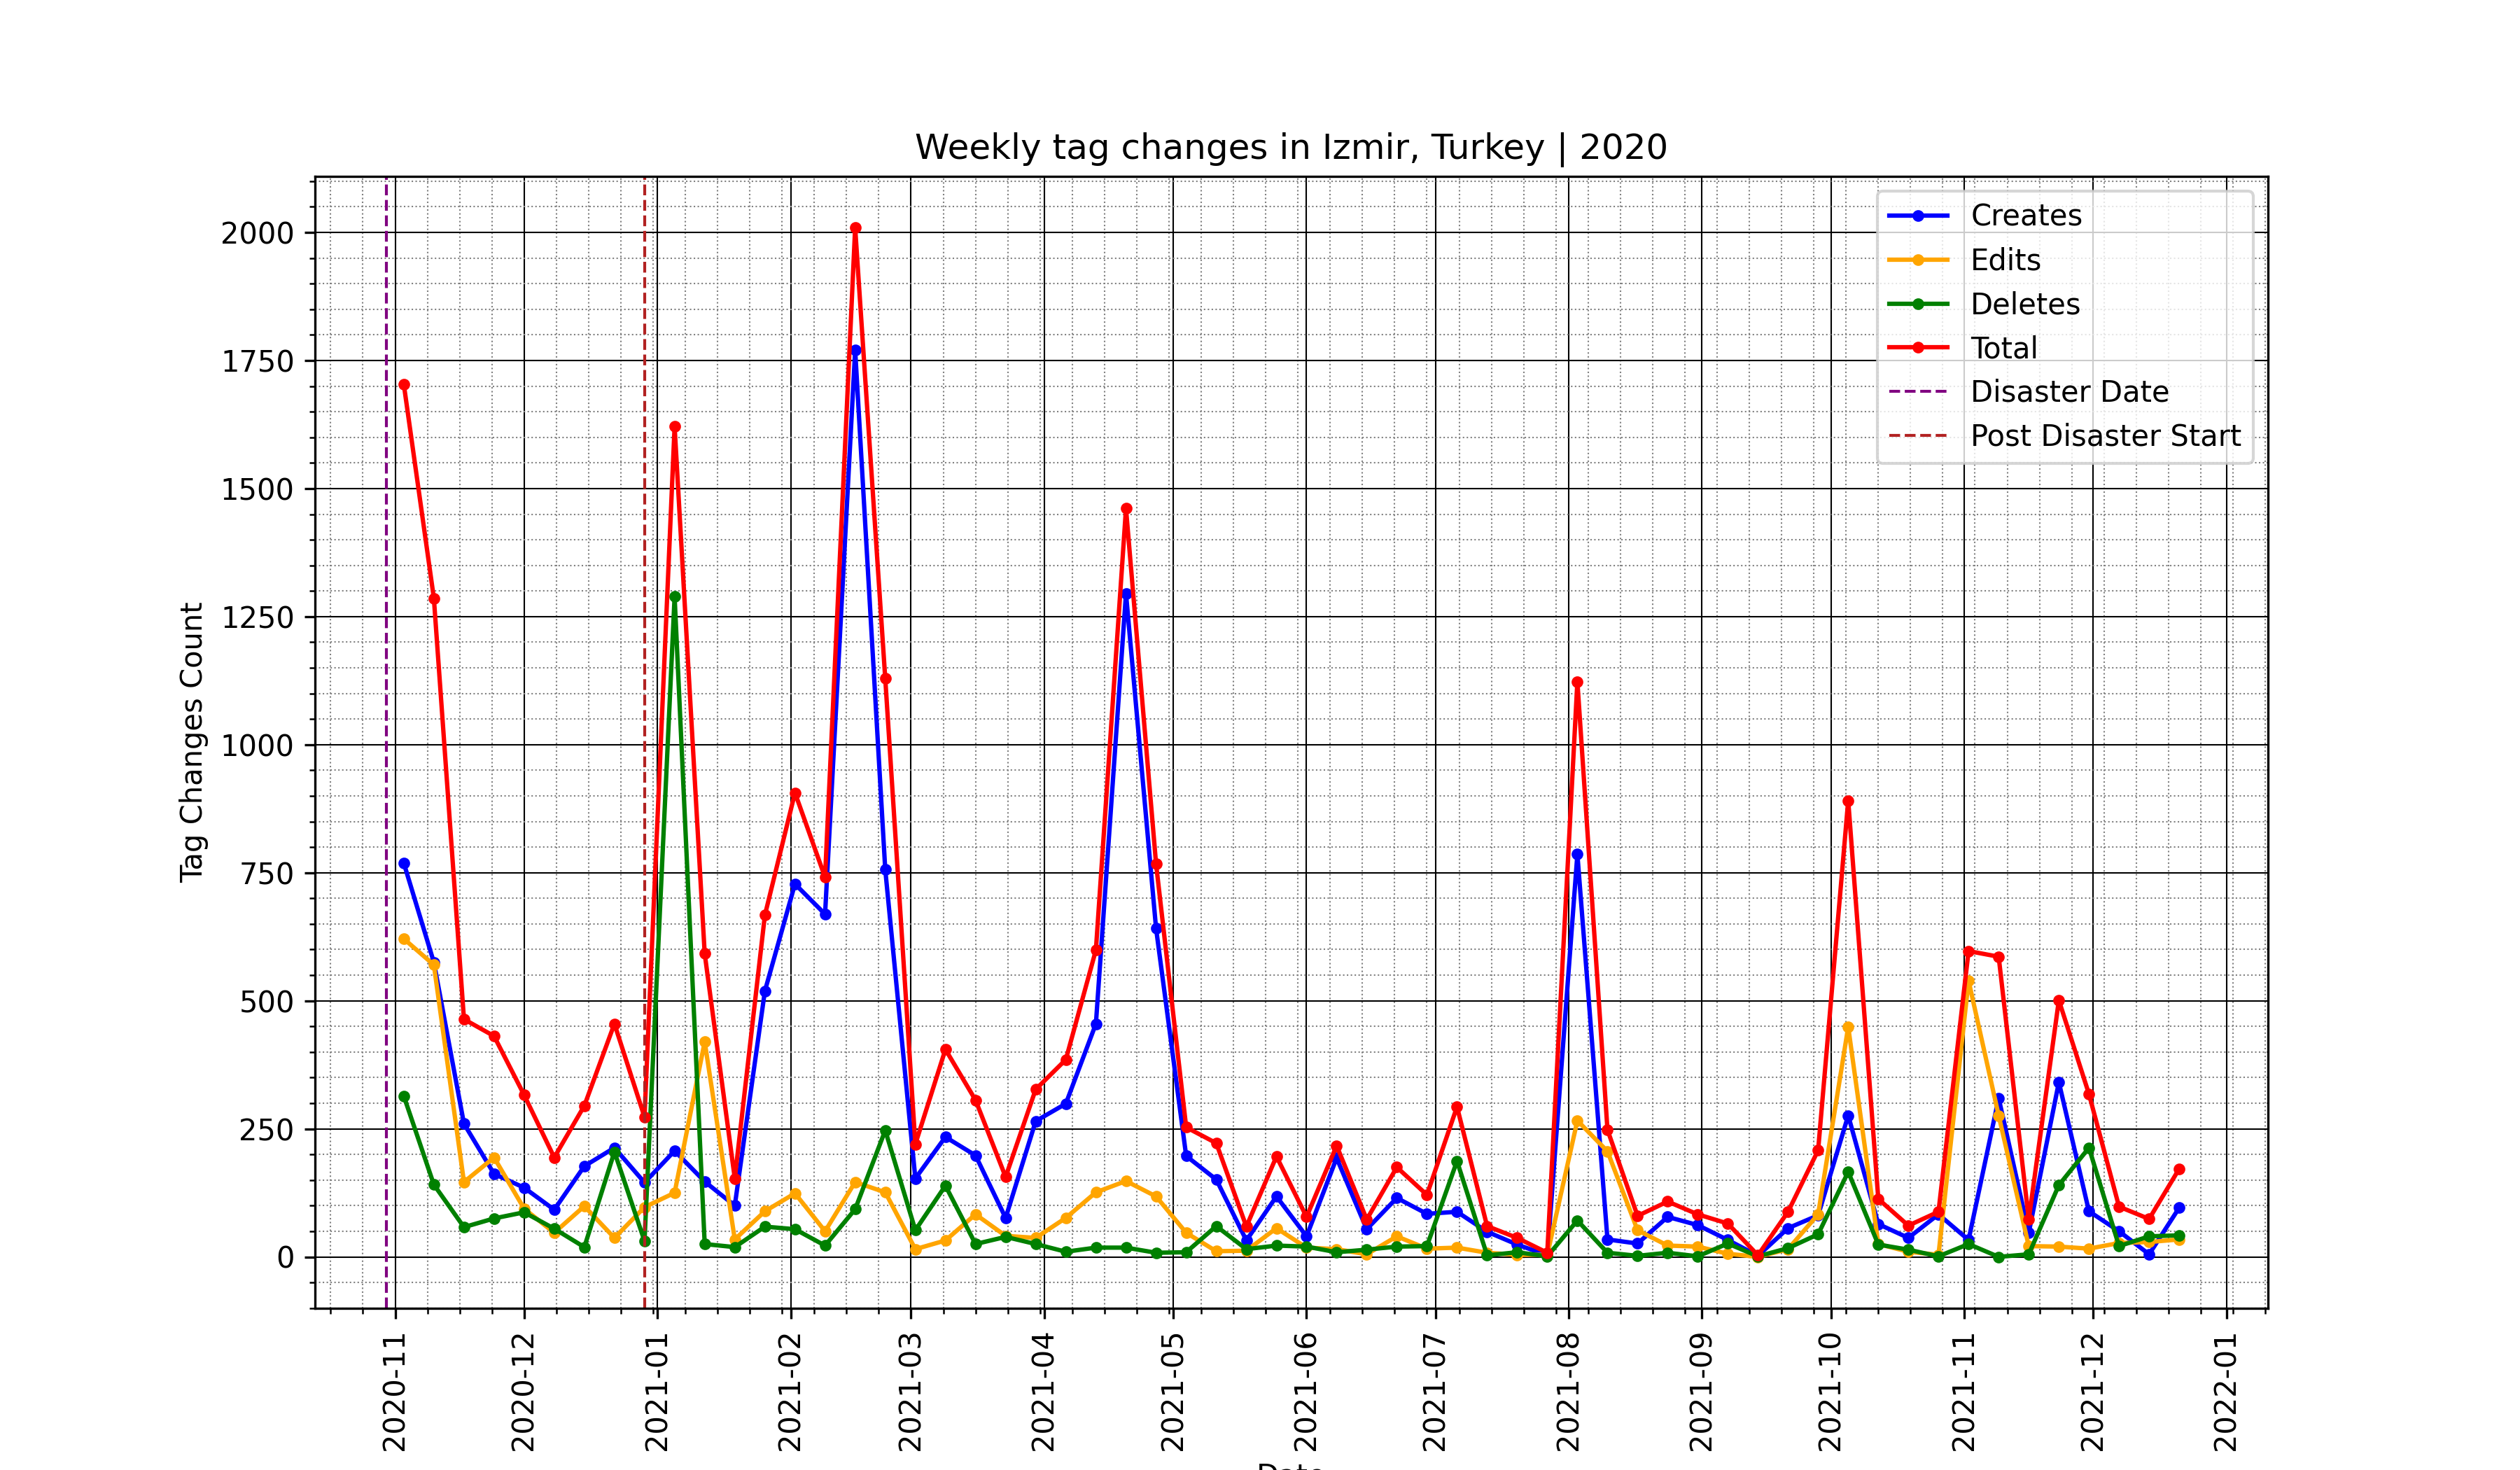 Weekly tag changes in Izmir, Turkey | 2020
Creates
Edits
Deletes
Total
Disaster Date
Post Disaster Start
Tag Changes Count
2000
1750
1500
1250
1000
750
500
250
0
2020-11
2020-12
2021-01
2021-02
2021-03
2021-04
2021-05
2021-06
2021-07
2021-08
2021-09
2021-10
2021-11
2021-12
2022-01
Date